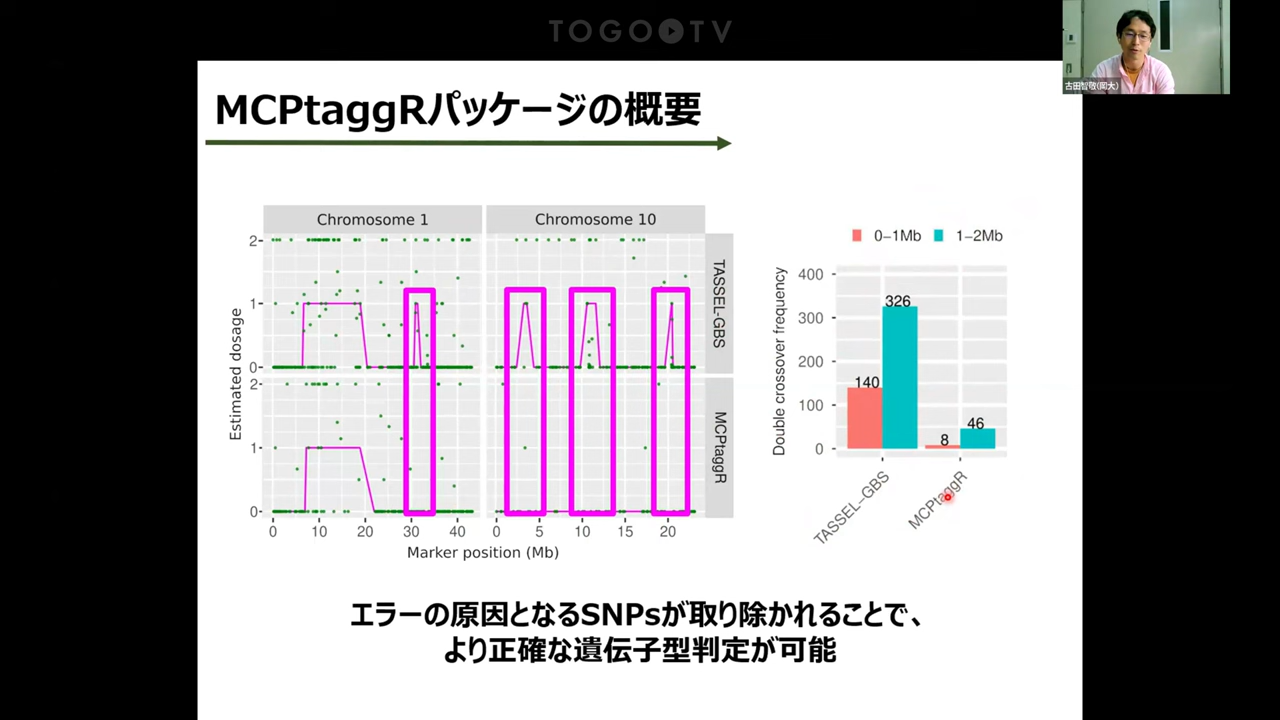 TOGO TV
古田智敬(岡大)
MCPtaggRパッケージの概要
Chromosome 1
Chromosome 10
2
1
0
TASSEL-GBS
2
1
0
MCPtaggR
Estimated dosage
0 10 20 30 40
0 5 10 15 20
Marker position (Mb)
0–1Mb 1–2Mb
Double crossover frequency
400
300
200
100
0
140
326
8
46
TASSEL–GBS
MCPtaggR
エラーの原因となるSNPsが取り除かれることで、
より正確な遺伝子型判定が可能